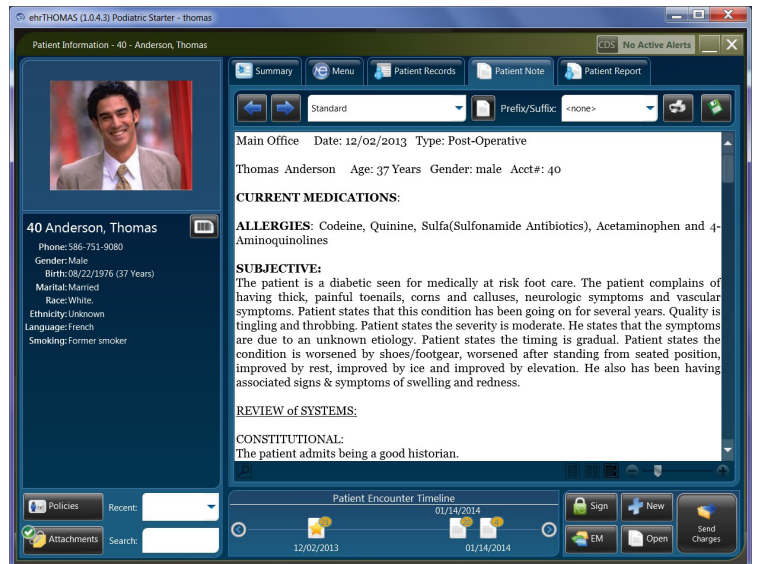 ehrTHOMAS (1.0.4.3) Podiatric Starter - thomas
Patient Information - 40 - Anderson, Thomas
CDS No Active Alerts
Summary
Menu
Patient Records
Patient Note
Patient Report
Standard
Prefix/Suffix:
<none>
Main Office Date: 12/02/2013 Type: Post-Operative
Thomas Anderson Age: 37 Years Gender: male Acct#: 40
CURRENT MEDICATIONS:
ALLERGIES: Codeine, Quinine, Sulfa(Sulfonamide Antibiotics), Acetaminophen and 4-
Aminoquinolines
SUBJECTIVE:
The patient is a diabetic seen for medically at risk foot care. The patient complains of
having thick, painful toenails, corns and calluses, neurologic symptoms and vascular
symptoms. Patient states that this condition has been going on for several years. Quality is
tingling and throbbing. Patient states the severity is moderate. He states that the symptoms
are due to an unknown etiology. Patient states the timing is gradual. Patient states the
condition is worsened by shoes/footgear, worsened after standing from seated position,
improved by rest, improved by ice and improved by elevation. He also has been having
associated signs & symptoms of swelling and redness.
REVIEW of SYSTEMS:
CONSTITUTIONAL:
The patient admits being a good historian.
40 Anderson, Thomas
Phone: 586-751-9080
Gender: Male
Birth: 08/22/1976 (37 Years)
Marital: Married
Race: White.
Ethnicity: Unknown
Language: French
Smoking: Former smoker
Policies
Recent:
Attachments
Search:
Patient Encounter Timeline
01/14/2014
12/02/2013
01/14/2014
Sign
New
EM
Open
Send
Charges